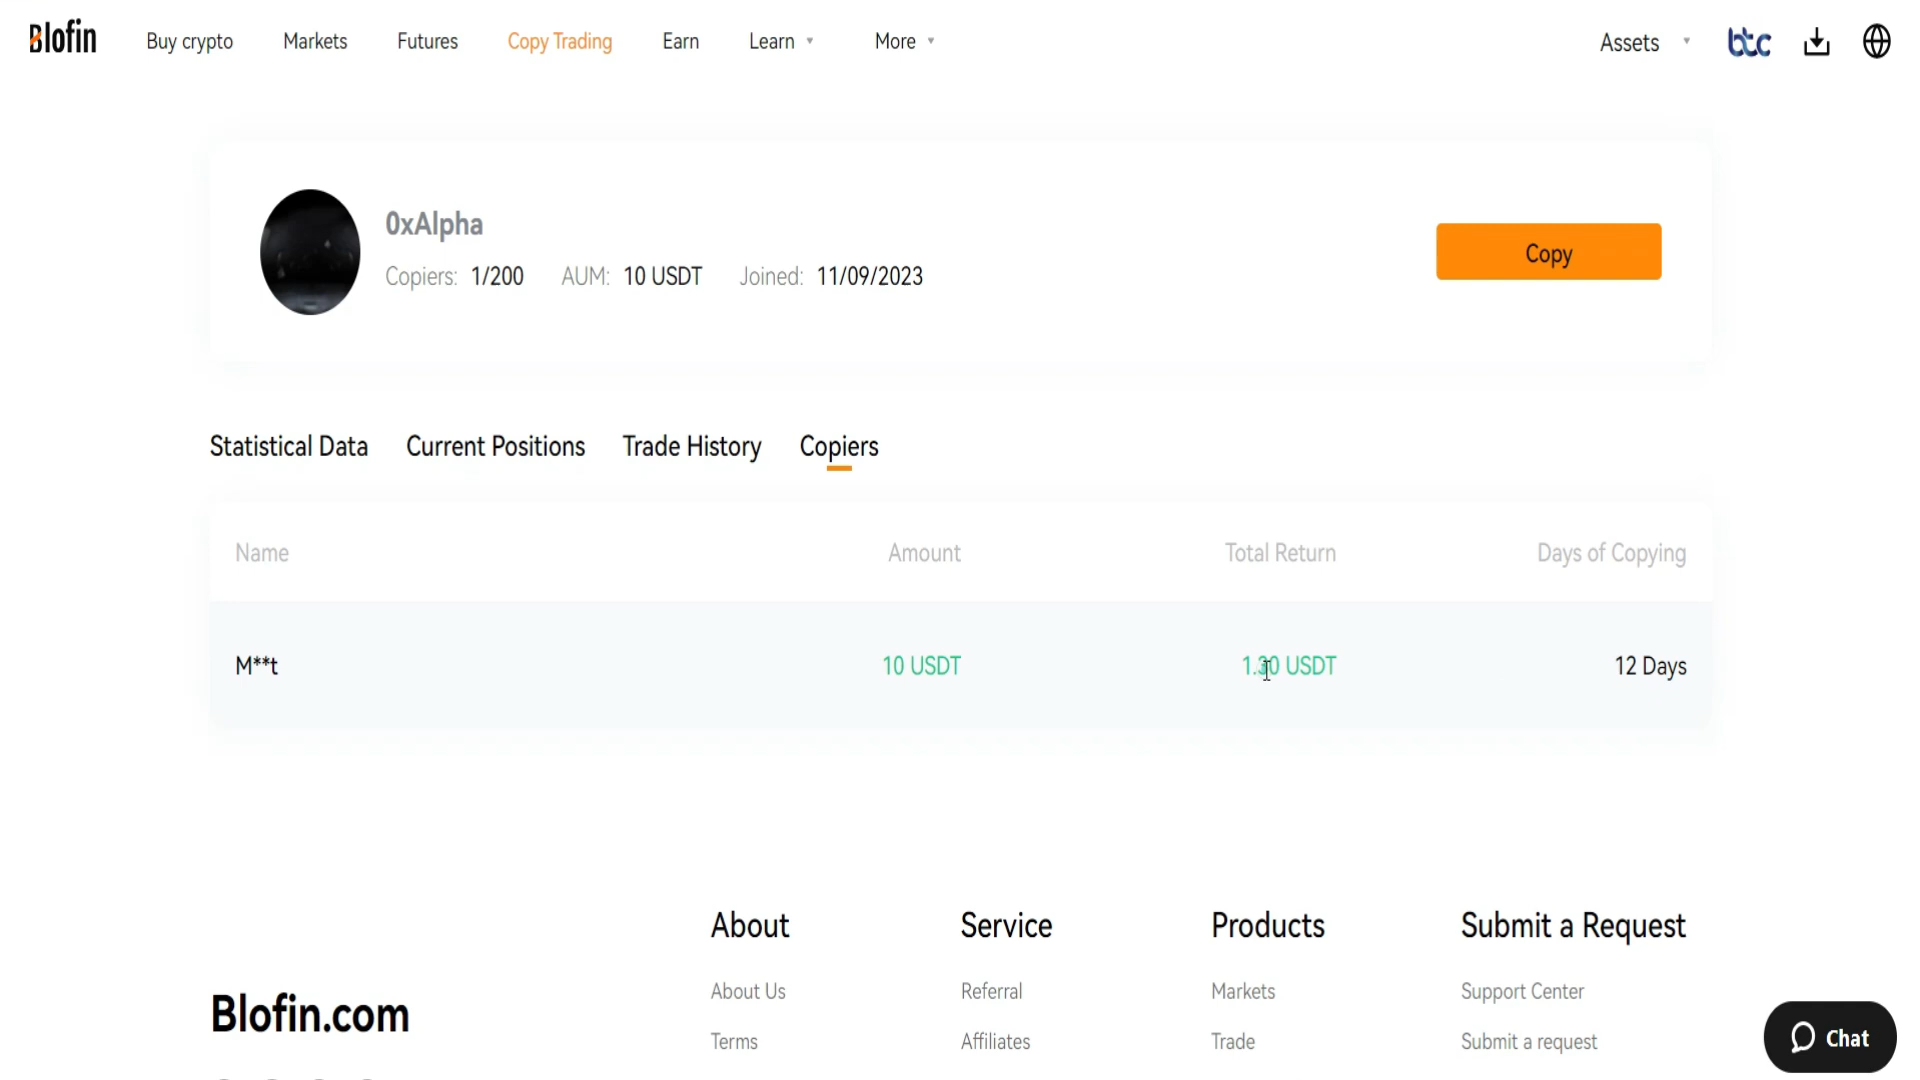 Blofin Buy crypto Markets Futures Copy Trading Earn Learn More Assets btc
0xAlpha
Copiers: 1/200 AUM: 10 USDT Joined: 11/09/2023
Copy
Statistical Data Current Positions Trade History Copiers
Name Amount Total Return Days of Copying
M**t 10 USDT 1.30 USDT 12 Days
About Service Products Submit a Request
About Us Referral Markets Support Center
Blofin.com
Terms Affiliates Trade Submit a request
Chat